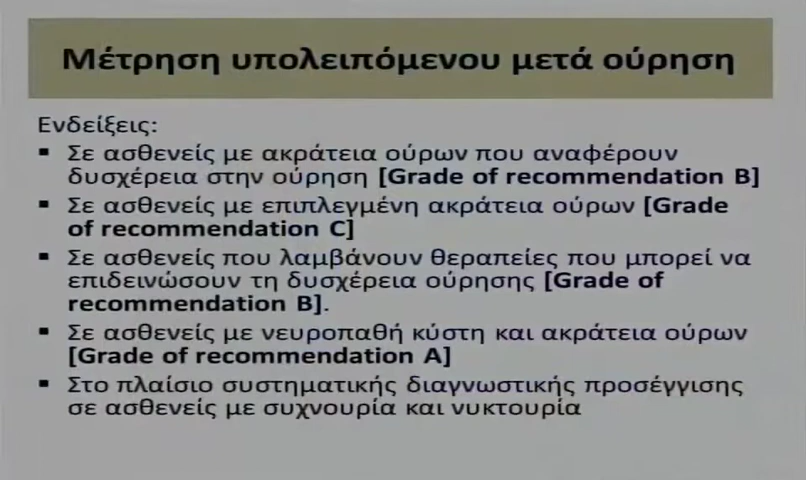 Μέτρηση υπολειπόμενου μετά ούρηση
Ενδείξεις:
▪ Σε ασθενείς με ακράτεια ούρων που αναφέρουν
δυσχέρεια στην ούρηση [Grade of recommendation B]
▪ Σε ασθενείς με επιπλεγμένη ακράτεια ούρων [Grade
of recommendation C]
▪ Σε ασθενείς που λαμβάνουν θεραπείες που μπορεί να
επιδεινώσουν τη δυσχέρεια ούρησης [Grade of
recommendation B].
▪ Σε ασθενείς με νευροπαθή κύστη και ακράτεια ούρων
[Grade of recommendation A]
▪ Στο πλαίσιο συστηματικής διαγνωστικής προσέγγισης
σε ασθενείς με συχνουρία και νυκτουρία